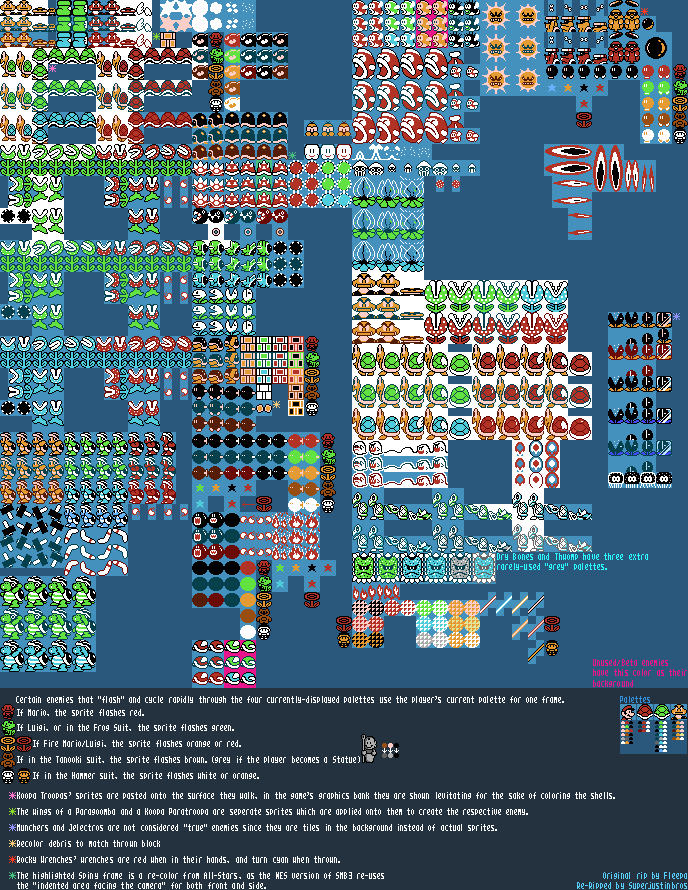 Dry Bones and Thwomp have three extra
rarely-used "grey" palettes.
Unused/Beta enemies
have this color as their
background
Certain enemies that "flash" and cycle rapidly through the four currently-displayed palettes use the player's current palette for one frame.
If Mario, the sprite flashes red.
If Luigi, or in the Frog Suit, the sprite flashes green.
If Fire Mario/Luigi, the sprite flashes orange or red.
If in the Tanooki suit, the sprite flashes brown. (grey if the player becomes a Statue)
If in the Hammer suit, the sprite flashes white or orange.
Palettes
*Koopa Troopas' sprites are pasted onto the surface they walk, in the game's graphics bank they are shown levitating for the sake of coloring the shells.
*The wings of a Paragoomba and a Koopa Paratroopa are seperate sprites which are applied onto them to create the respective enemy.
*Munchers and Jelectros are not considered "true" enemies since they are tiles in the background instead of actual sprites.
*Recolor debris to match thrown block
*Rocky Wrenches' wrenches are red when in their hands, and turn cyan when thrown.
*The highlighted Spiny frame is a re-color from All-Stars, as the NES version of SMB3 re-uses
the "indented area facing the camera" for both front and side.
Original rip by Fleepa
Re-Ripped by Superjustinbros